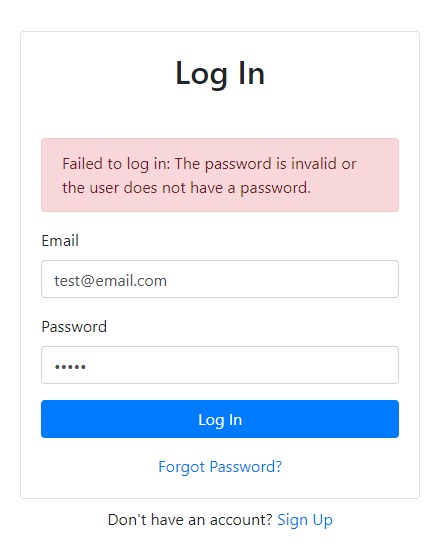 Log In
Failed to log in: The password is invalid or
the user does not have a password.
Email
test@email.com
Password
•••••
Log In
Forgot Password?
Don't have an account? Sign Up